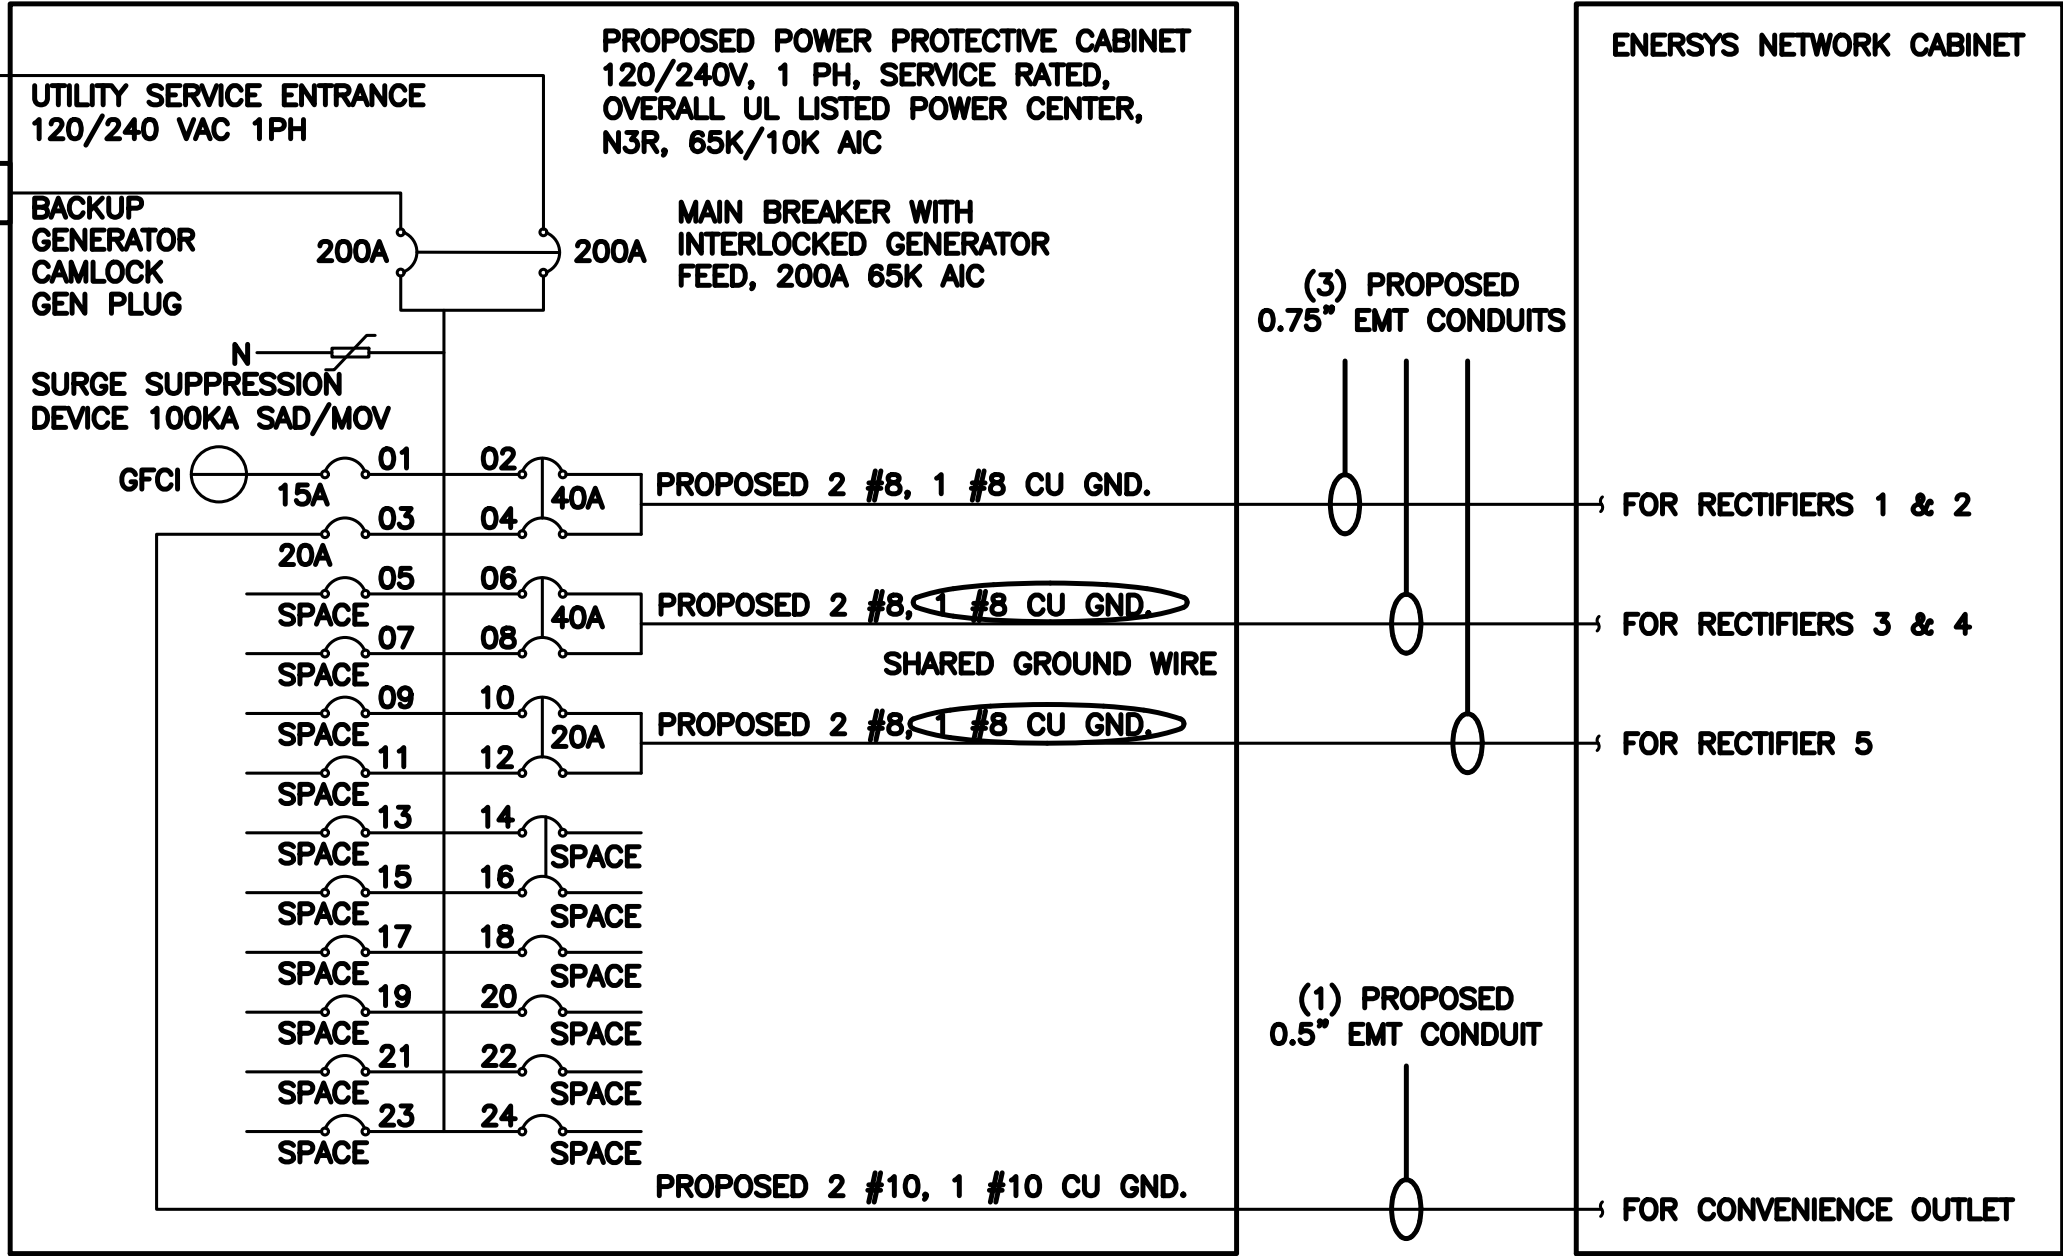 PROPOSED POWER PROTECTIVE CABINET
120/240V, 1 PH, SERVICE RATED,
OVERALL UL LISTED POWER CENTER,
N3R, 65K/10K AIC
ENERSYS NETWORK CABINET
UTILITY SERVICE ENTRANCE
120/240 VAC 1PH
BACKUP
GENERATOR
CAMLOCK
GEN PLUG
200A
200A
MAIN BREAKER WITH
INTERLOCKED GENERATOR
FEED, 200A 65K AIC
(3) PROPOSED
0.75" EMT CONDUITS
N
SURGE SUPPRESSION
DEVICE 100KA SAD/MOV
GFCI
01
02
15A
40A
PROPOSED 2 #8, 1 #8 CU GND.
FOR RECTIFIERS 1 & 2
03
04
20A
05
06
SPACE
40A
PROPOSED 2 #8, 1 #8 CU GND.
FOR RECTIFIERS 3 & 4
07
08
SPACE
SHARED GROUND WIRE
09
10
SPACE
20A
PROPOSED 2 #8, 1 #8 CU GND.
FOR RECTIFIER 5
11
12
SPACE
13
14
SPACE
SPACE
15
16
SPACE
SPACE
17
18
SPACE
SPACE
19
20
SPACE
SPACE
21
22
SPACE
SPACE
23
24
SPACE
SPACE
(1) PROPOSED
0.5" EMT CONDUIT
PROPOSED 2 #10, 1 #10 CU GND.
FOR CONVENIENCE OUTLET